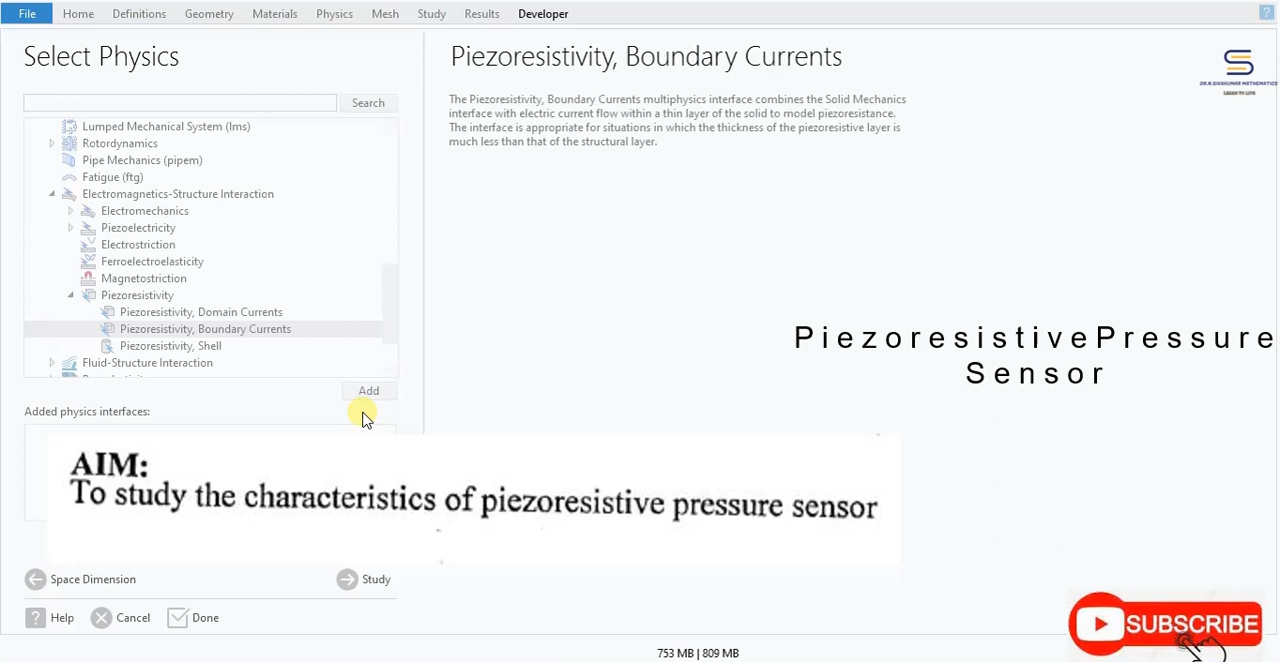 File Home Definitions Geometry Materials Physics Mesh Study Results Developer ?
Select Physics
Search
Lumped Mechanical System (lms)
Rotordynamics
Pipe Mechanics (pipem)
Fatigue (ftg)
Electromagnetics-Structure Interaction
Electromechanics
Piezoelectricity
Electrostriction
Ferroelectroelasticity
Magnetostriction
Piezoresistivity
Piezoresistivity, Domain Currents
Piezoresistivity, Boundary Currents
Piezoresistivity, Shell
Fluid-Structure Interaction
Add
Added physics interfaces:
Space Dimension Study
? Help Cancel Done
Piezoresistivity, Boundary Currents
The Piezoresistivity, Boundary Currents multiphysics interface combines the Solid Mechanics
interface with electric current flow within a thin layer of the solid to model piezoresistance.
The interface is appropriate for situations in which the thickness of the piezoresistive layer is
much less than that of the structural layer.
DR.N.SIVAKUMAR MATHEMATICS
PiezoresistivePressure
Sensor
AIM:
To study the characteristics of piezoresistive pressure sensor
SUBSCRIBE
753 MB | 809 MB